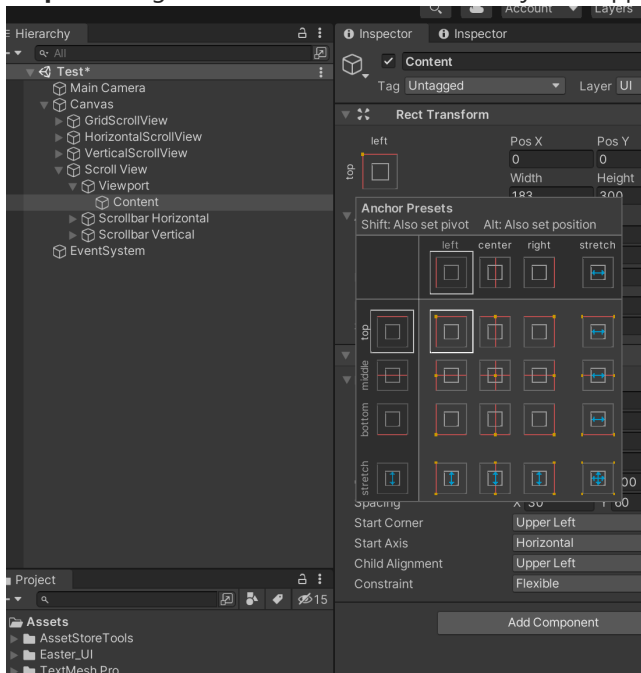 Account
Layers
Hierarchy
Inspector
Inspector
All
Content
Test*
Tag Untagged
Layer UI
Main Camera
Canvas
Rect Transform
GridScrollView
HorizontalScrollView
left
Pos X
Pos Y
VerticalScrollView
0
0
Scroll View
top
Width
Height
Viewport
183
300
Content
Anchor Presets
Scrollbar Horizontal
Shift: Also set pivot Alt: Also set position
Scrollbar Vertical
left center right stretch
EventSystem
top
middle
bottom
stretch
Spacing
X 30
Y 60
Start Corner
Upper Left
Start Axis
Horizontal
Child Alignment
Upper Left
Constraint
Flexible
Project
15
Add Component
Assets
AssetStoreTools
Easter_UI
TextMesh Pro